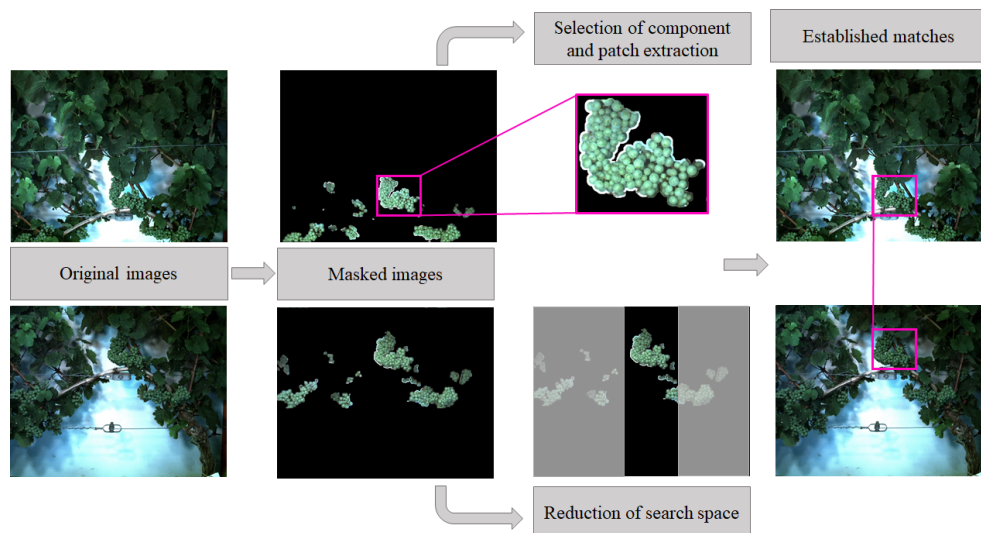 Selection of component
and patch extraction
Established matches
Original images
Masked images
Reduction of search space